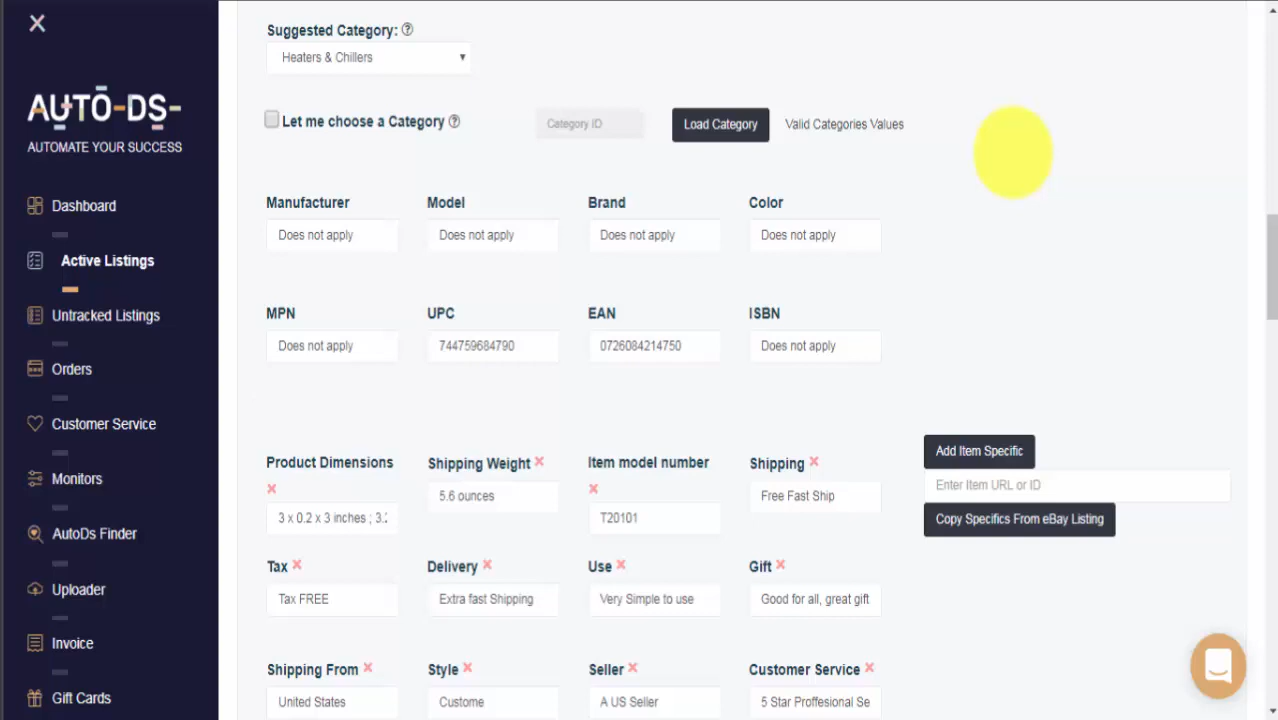 AUTO-DS-
AUTOMATE YOUR SUCCESS
Dashboard
Active Listings
Untracked Listings
Orders
Customer Service
Monitors
AutoDs Finder
Uploader
Invoice
Gift Cards
Suggested Category: ?
Heaters & Chillers
Let me choose a Category ?
Category ID
Load Category
Valid Categories Values
Manufacturer Model Brand Color
Does not apply Does not apply Does not apply Does not apply
MPN UPC EAN ISBN
Does not apply 744759684790 0726084214750 Does not apply
Product Dimensions Shipping Weight Item model number Shipping
3 x 0.2 x 3 inches ; 3.2 5.6 ounces T20101 Free Fast Ship
Add Item Specific
Enter Item URL or ID
Copy Specifics From eBay Listing
Tax Delivery Use Gift
Tax FREE Extra fast Shipping Very Simple to use Good for all, great gift
Shipping From Style Seller Customer Service
United States Custome A US Seller 5 Star Proffesional Se